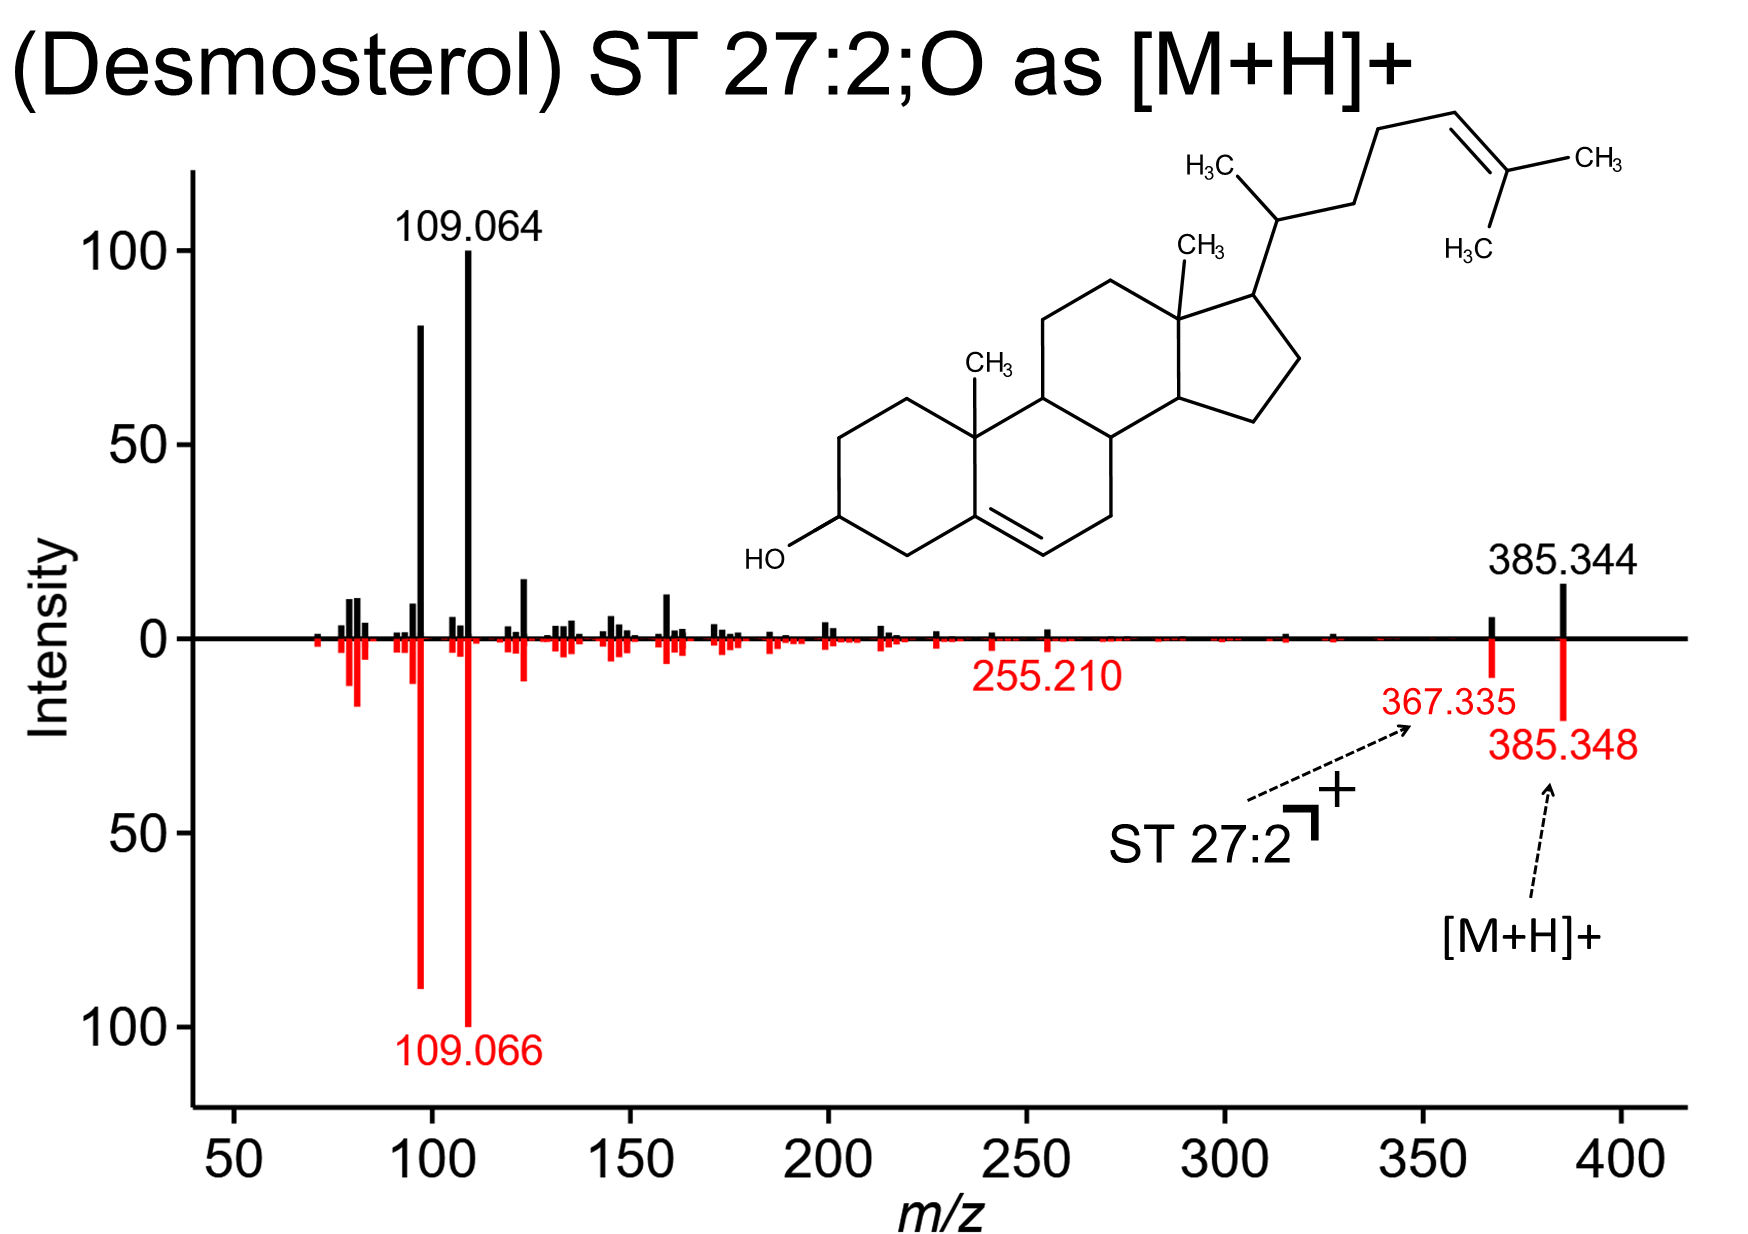 (Desmosterol) ST 27:2;O as [M+H]+
H₃C
CH₃
CH₃
H₃C
CH₃
HO
109.064
385.344
100
50
0
50
100
Intensity
255.210
367.335
385.348
ST 27:2⌝+
[M+H]+
109.066
50 100 150 200 250 300 350 400
m/z